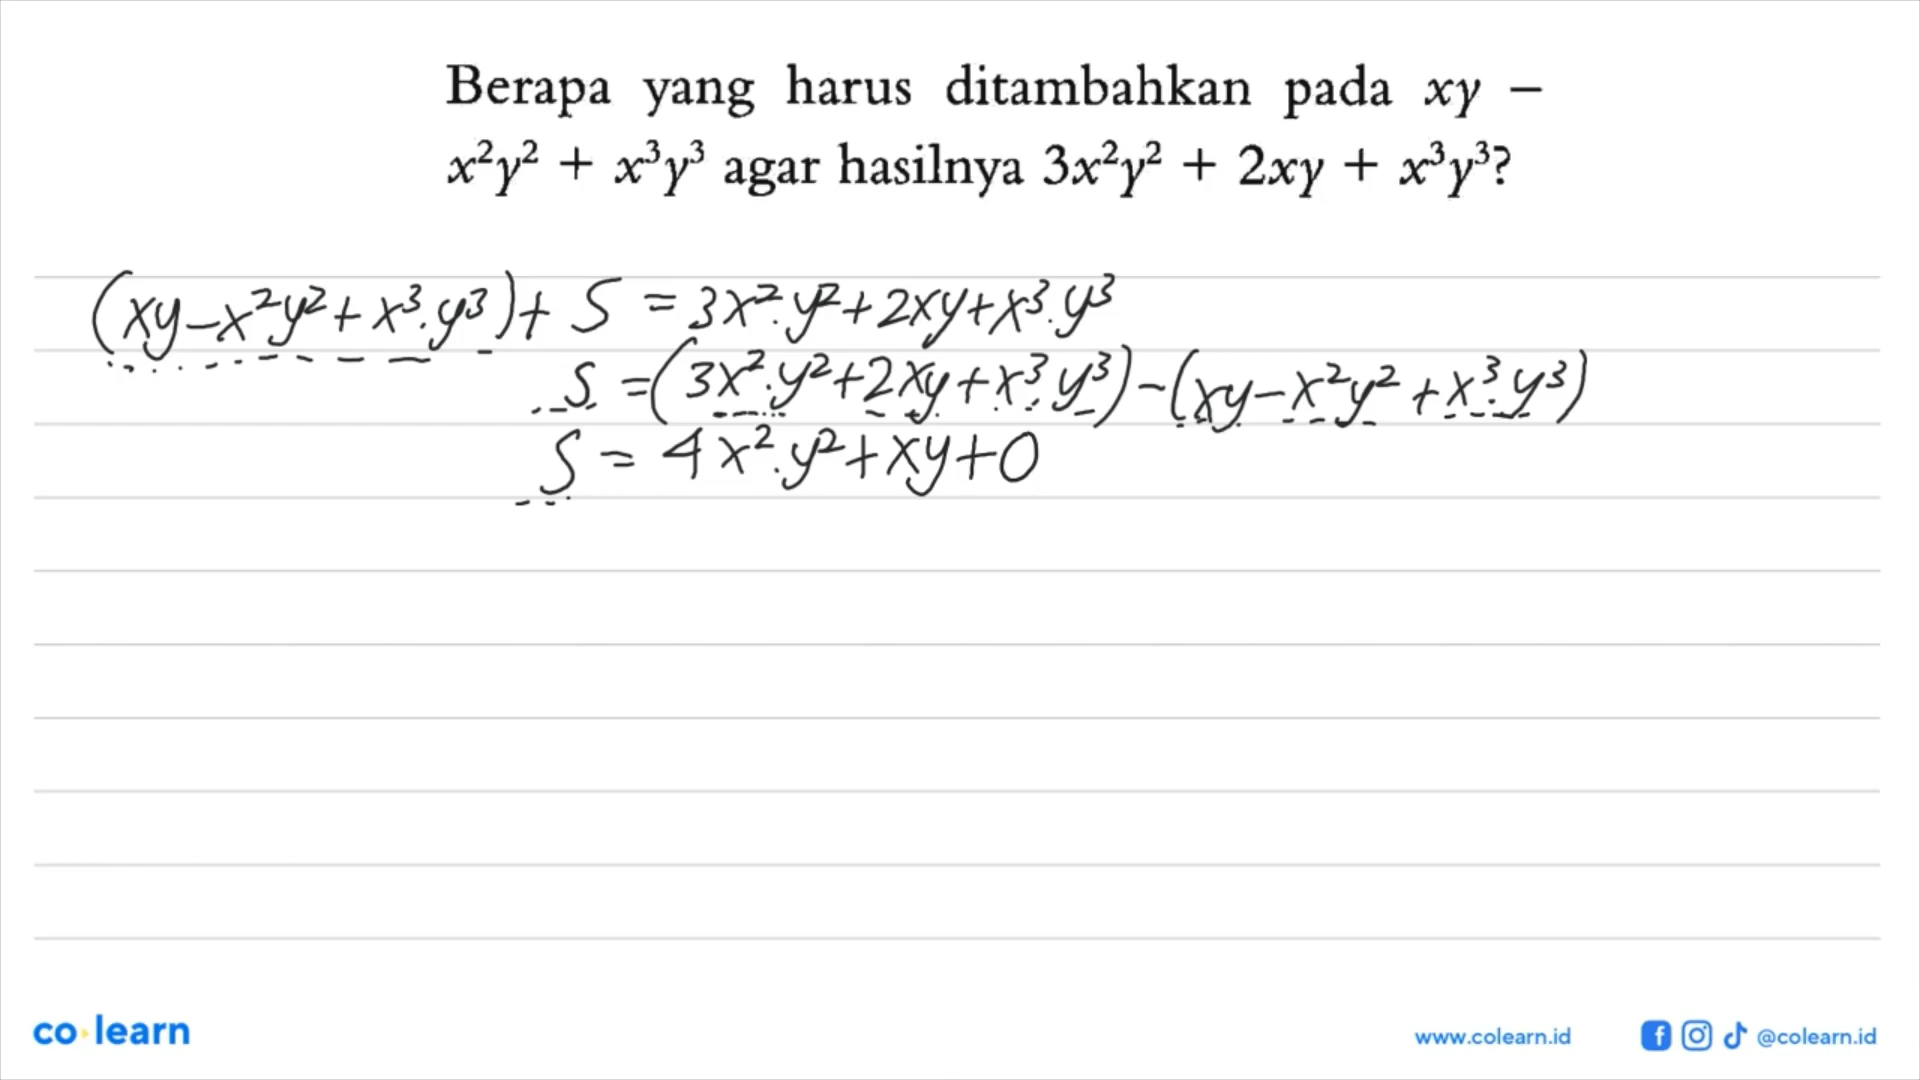 Berapa yang harus ditambahkan pada xy −
x²y² + x³y³ agar hasilnya 3x²y² + 2xy + x³y³?
(xy−x²y²+x³.y³)+ S = 3x².y²+2xy+x³.y³
S =(3x².y²+2xy+x³.y³)−(xy−x²y²+x³.y³)
S = 4x².y²+xy+0
co learn
www.colearn.id
@colearn.id